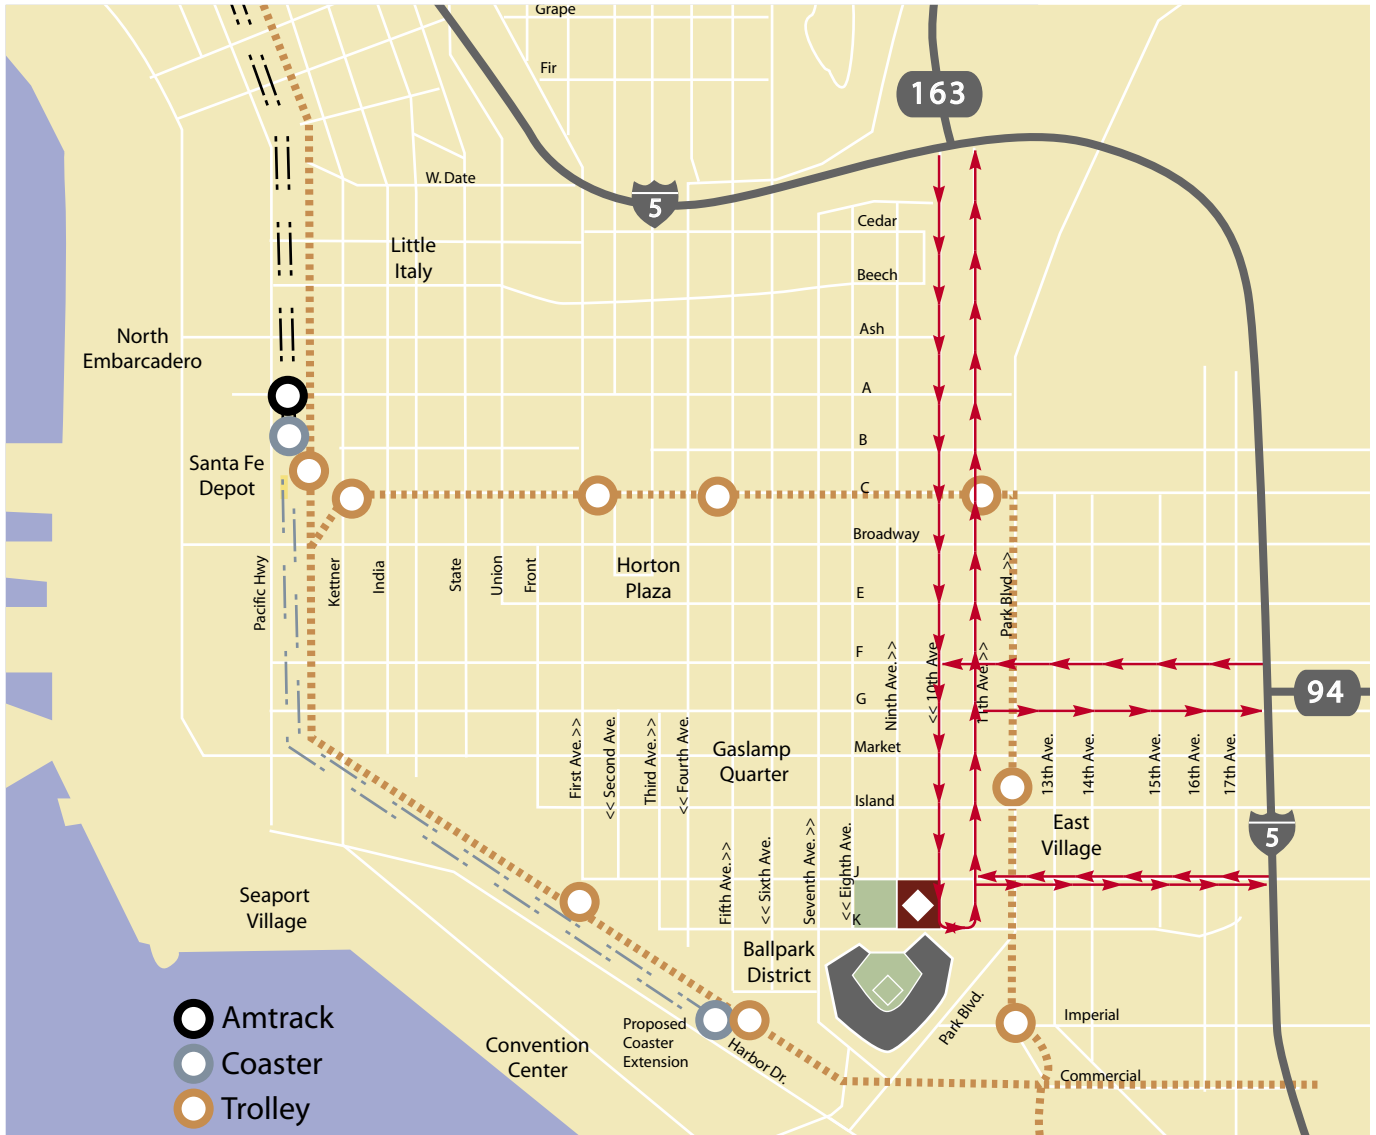 Grape
Fir
163
W. Date
5
Cedar
Little
Italy
Beech
Ash
North
Embarcadero
A
B
Santa Fe
Depot
C
Broadway
Pacific Hwy
Kettner
India
State
Union
Front
Horton
Plaza
E
Park Blvd.>>
F
Ninth Ave.>>
<< 10th Ave
11th Ave.>>
G
94
First Ave.>>
<< Second Ave.
Third Ave.>>
<< Fourth Ave.
Gaslamp
Quarter
Market
13th Ave.
14th Ave.
15th Ave.
16th Ave.
17th Ave.
Island
East
Village
5
Fifth Ave.>>
<< Sixth Ave.
Seventh Ave.>>
<< Eighth Ave.
J
K
Seaport
Village
Ballpark
District
Park Blvd.
Imperial
Amtrack
Coaster
Trolley
Convention
Center
Proposed
Coaster
Extension
Harbor Dr.
Commercial